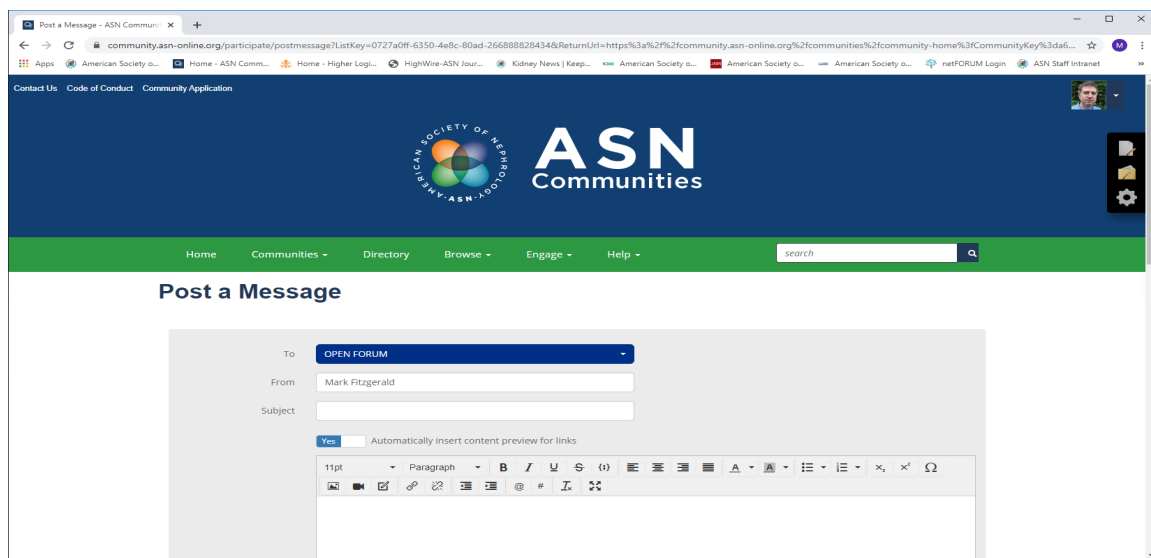 Post a Message - ASN Communi
community.asn-online.org/participate/postmessage?ListKey=0727a0ff-6350-4e8c-80ad-266888828434&ReturnUrl=https%3a%2f%2fcommunity.asn-online.org%2fcommunities%2fcommunity-home%3fCommunityKey%3da6...
M
Apps American Society o... Home - ASN Comm... Home - Higher Logi... HighWire-ASN Jour... Kidney News | Keep... American Society o... American Society o... American Society o... netFORUM Login ASN Staff Intranet »
Contact Us Code of Conduct Community Application
AMERICAN SOCIETY OF NEPHROLOGY
ASN
ASN
Communities
Home Communities Directory Browse Engage Help search
Post a Message
To OPEN FORUM
From Mark Fitzgerald
Subject
Yes Automatically insert content preview for links
11pt Paragraph B I U S {;} A A x₂ x² Ω
@ # Tx